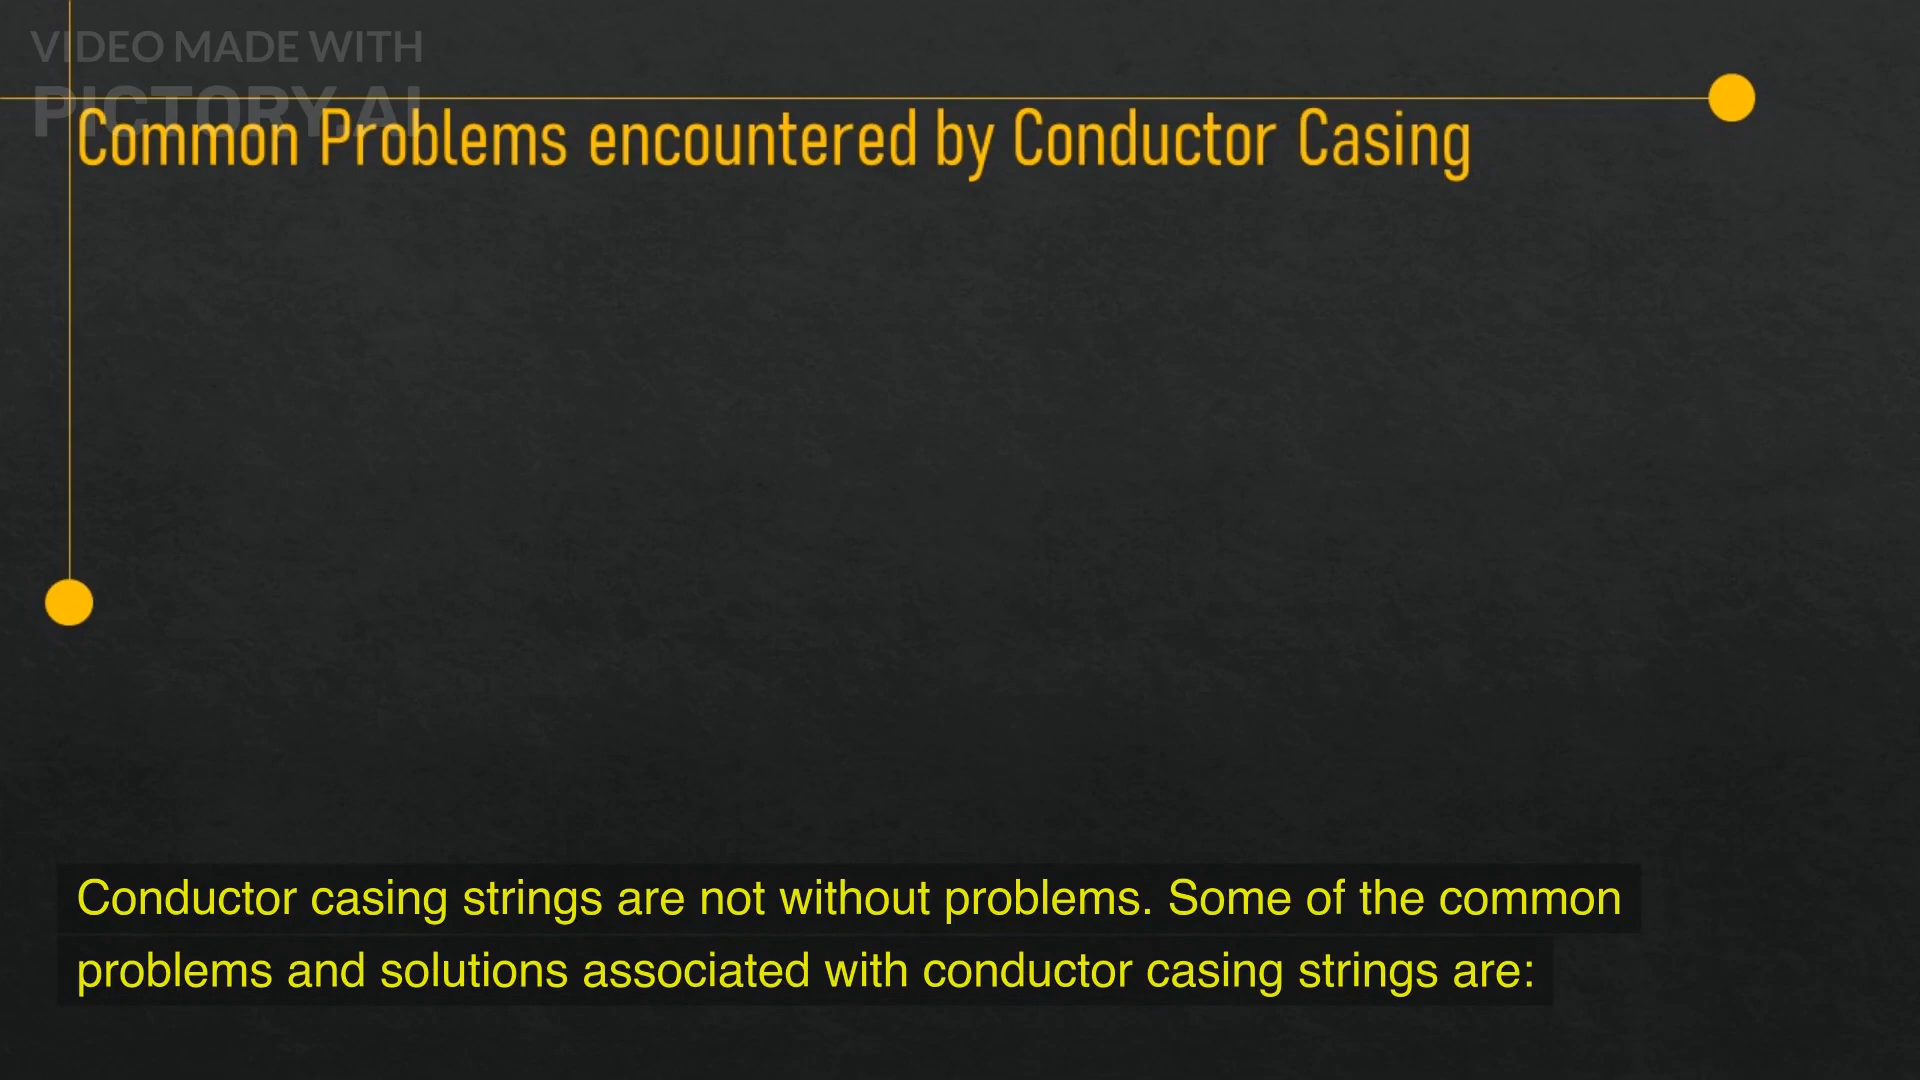 VIDEO MADE WITH
PICTORY.AI
Common Problems encountered by Conductor Casing
Conductor casing strings are not without problems. Some of the common
problems and solutions associated with conductor casing strings are: